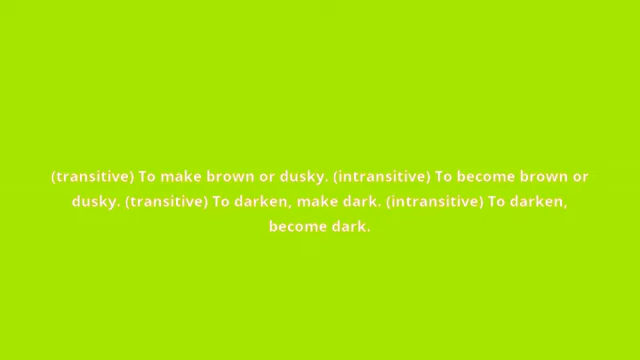 (transitive) To make brown or dusky. (intransitive) To become brown or
dusky. (transitive) To darken, make dark. (intransitive) To darken,
become dark.